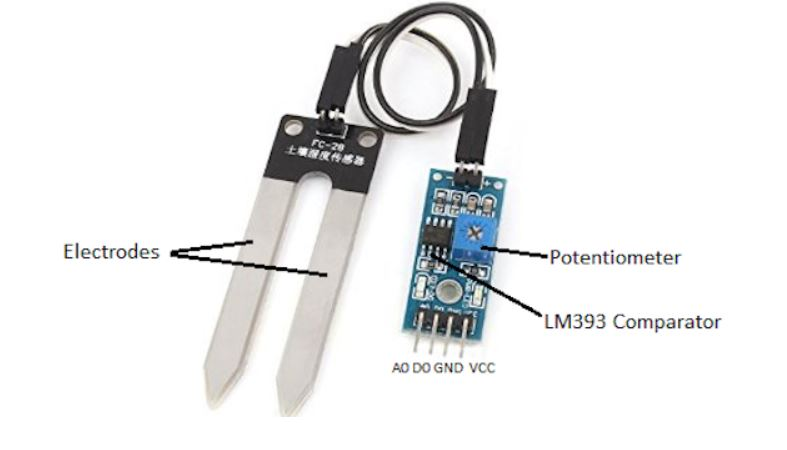 FC-28
土壤湿度传感器
- +
Electrodes
Potentiometer
LM393 Comparator
A0 D0 GND VCC